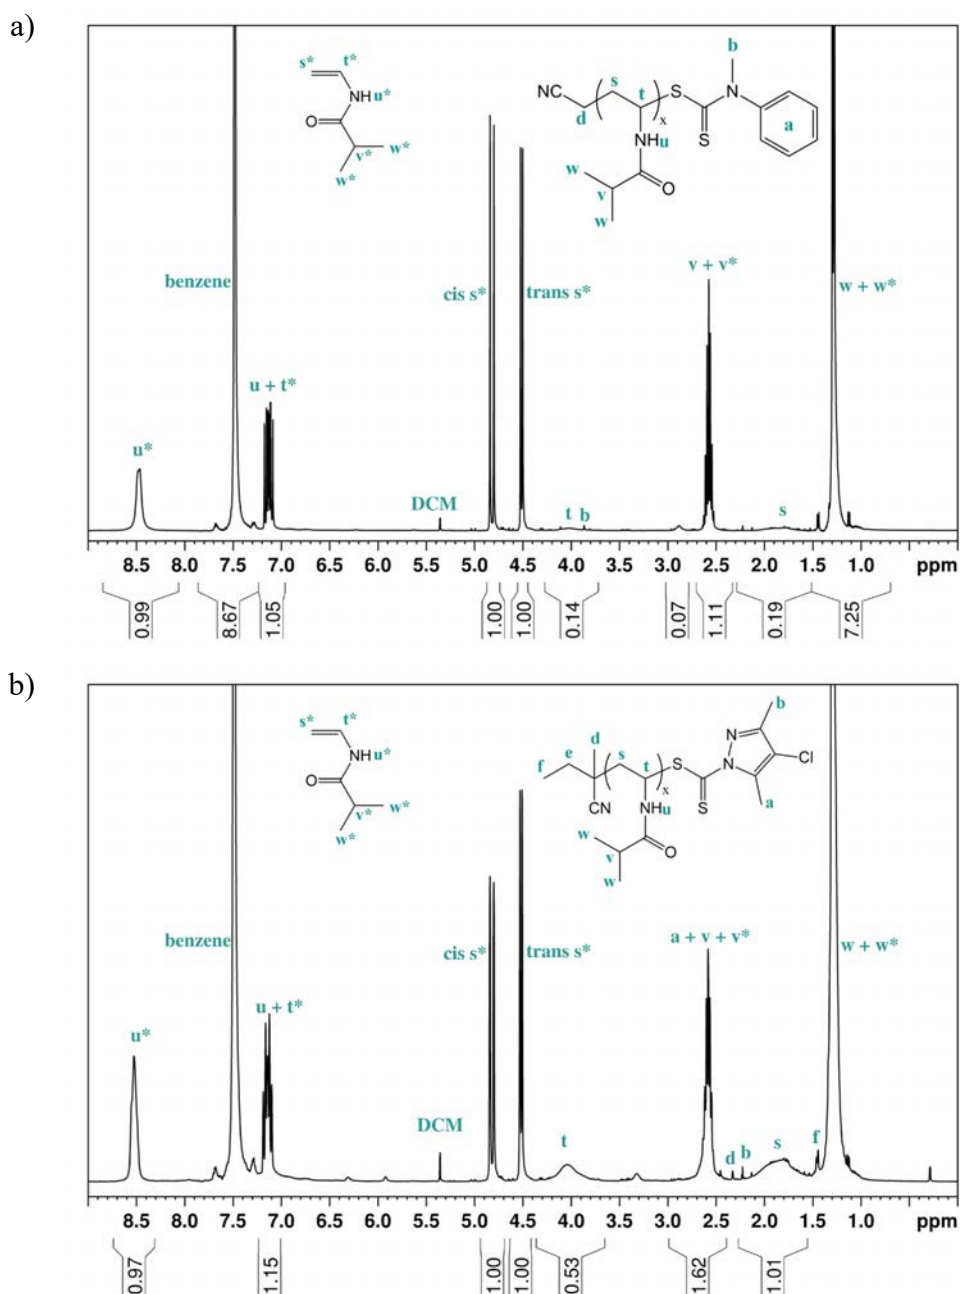 a)
s* t* NH u* O v* w* w*
NC d s t S N b a S x NH u w v O w
benzene
cis s* trans s*
v + v*
w + w*
u + t*
u*
DCM
t b
s
8.5 8.0 7.5 7.0 6.5 6.0 5.5 5.0 4.5 4.0 3.5 3.0 2.5 2.0 1.5 1.0 ppm
0.99 8.67 1.05 1.00 1.00 0.14 0.07 1.11 0.19 7.25
b)
s* t* NH u* O v* w* w*
f e d s t S N N b Cl a S x CN NH u w v O w
benzene
cis s* trans s*
a + v + v*
w + w*
u + t*
u*
DCM
t
d b s f
8.5 8.0 7.5 7.0 6.5 6.0 5.5 5.0 4.5 4.0 3.5 3.0 2.5 2.0 1.5 1.0 ppm
0.97 1.15 1.00 1.00 0.53 1.62 1.01